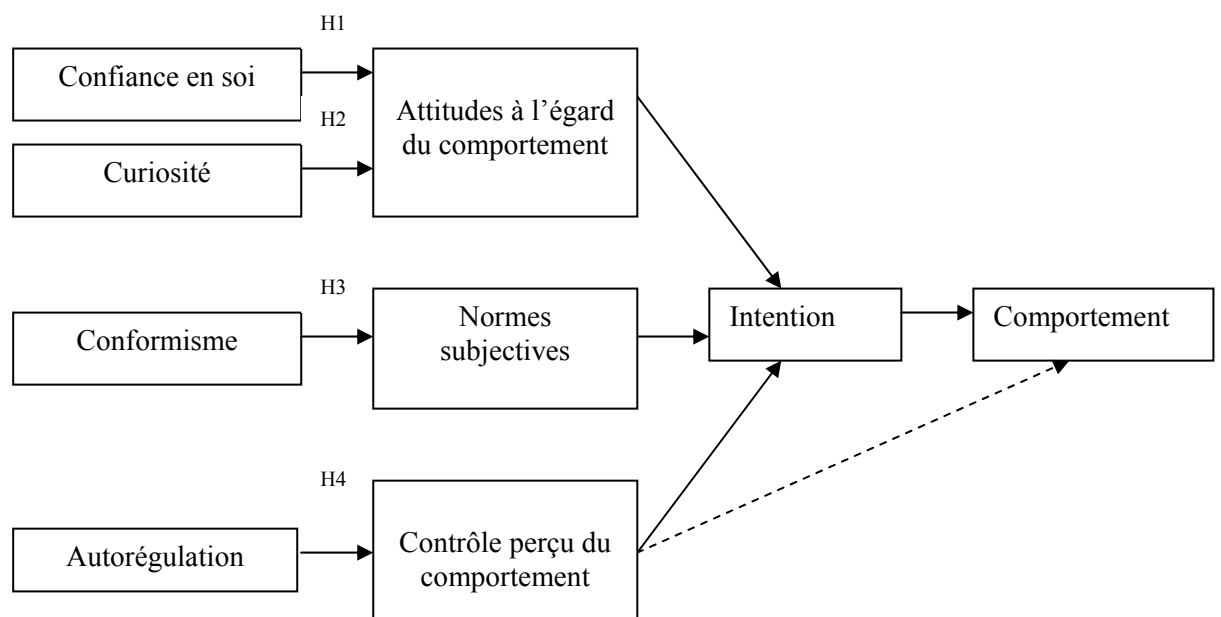 H1
Confiance en soi
Attitudes à l’égard
du comportement
H2
Curiosité
H3
Conformisme
Normes
subjectives
Intention
Comportement
H4
Autorégulation
Contrôle perçu du
comportement